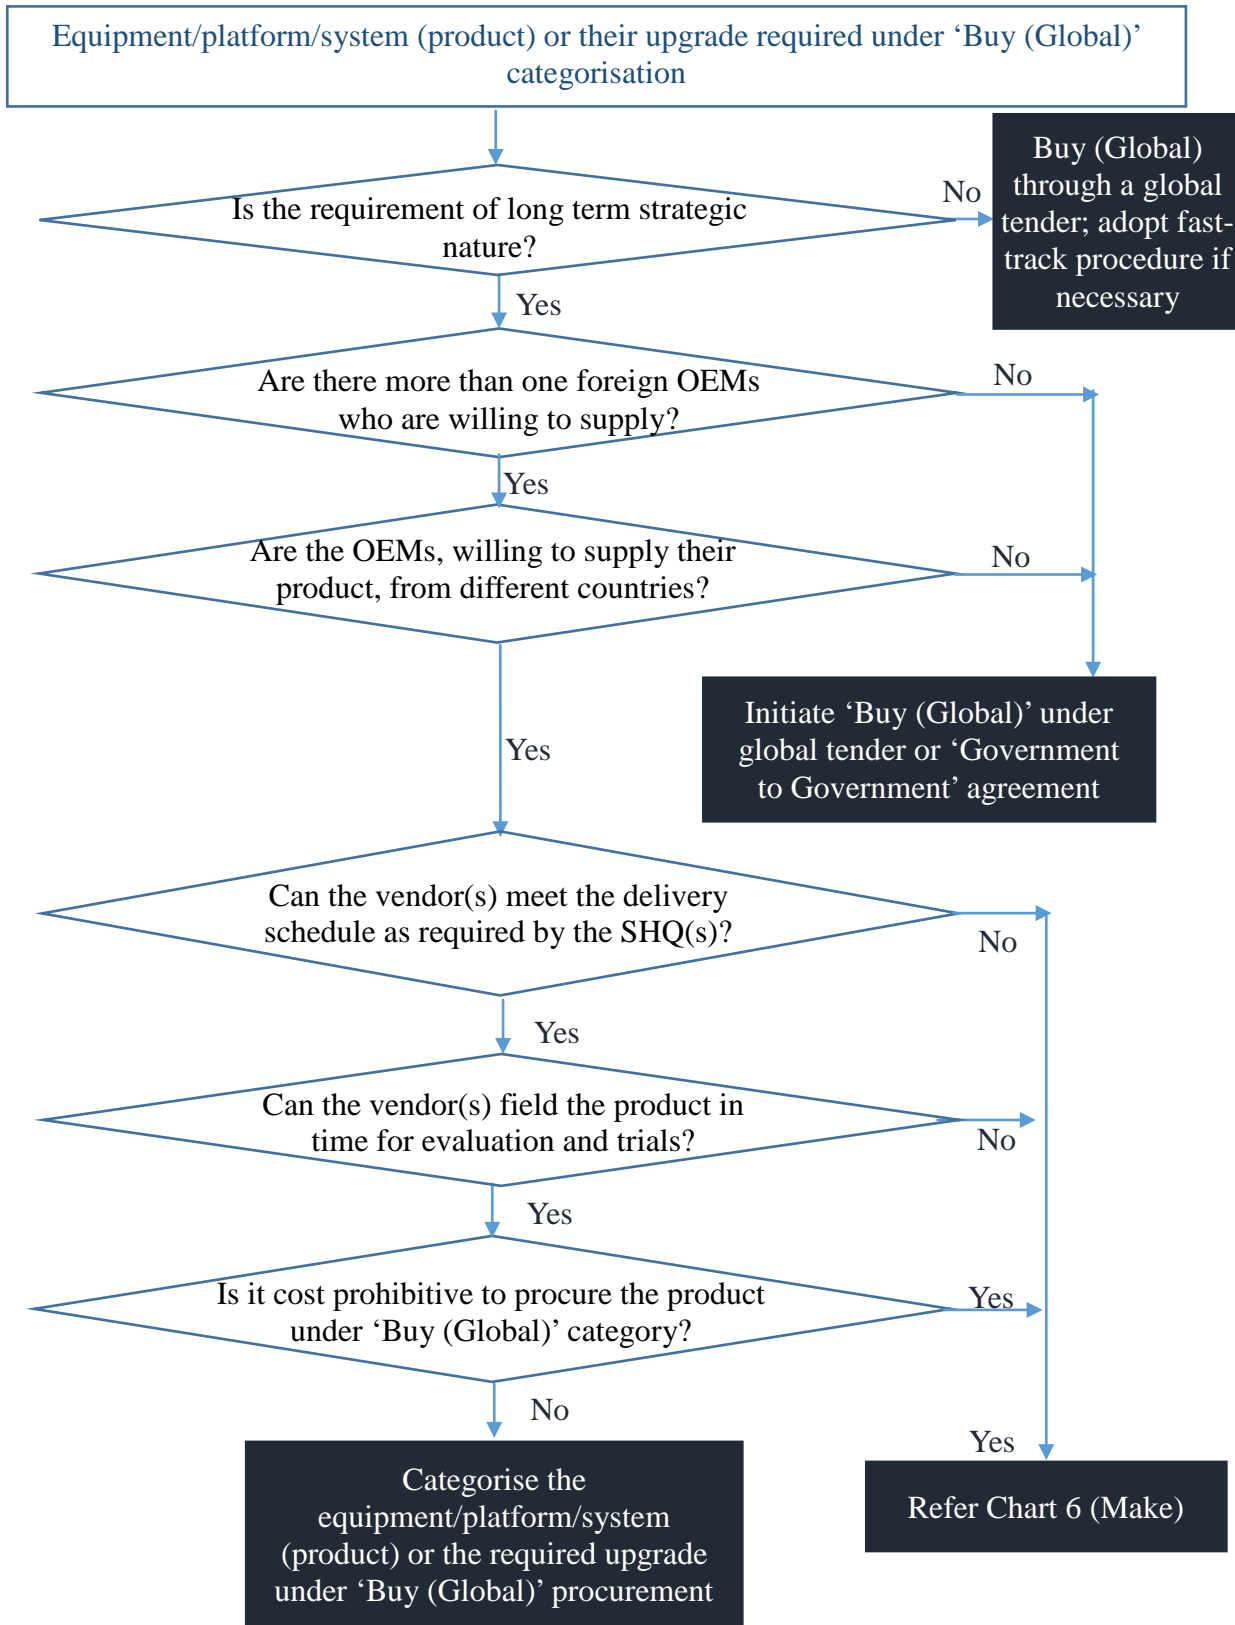 Equipment/platform/system (product) or their upgrade required under ‘Buy (Global)’
categorisation
Is the requirement of long term strategic
nature?
No
Buy (Global)
through a global
tender; adopt fast-
track procedure if
necessary
Yes
Are there more than one foreign OEMs
who are willing to supply?
No
Yes
Are the OEMs, willing to supply their
product, from different countries?
No
Initiate ‘Buy (Global)’ under
global tender or ‘Government
to Government’ agreement
Yes
Can the vendor(s) meet the delivery
schedule as required by the SHQ(s)?
No
Yes
Can the vendor(s) field the product in
time for evaluation and trials?
No
Yes
Is it cost prohibitive to procure the product
under ‘Buy (Global)’ category?
Yes
No
Yes
Categorise the
equipment/platform/system
(product) or the required upgrade
under ‘Buy (Global)’ procurement
Refer Chart 6 (Make)